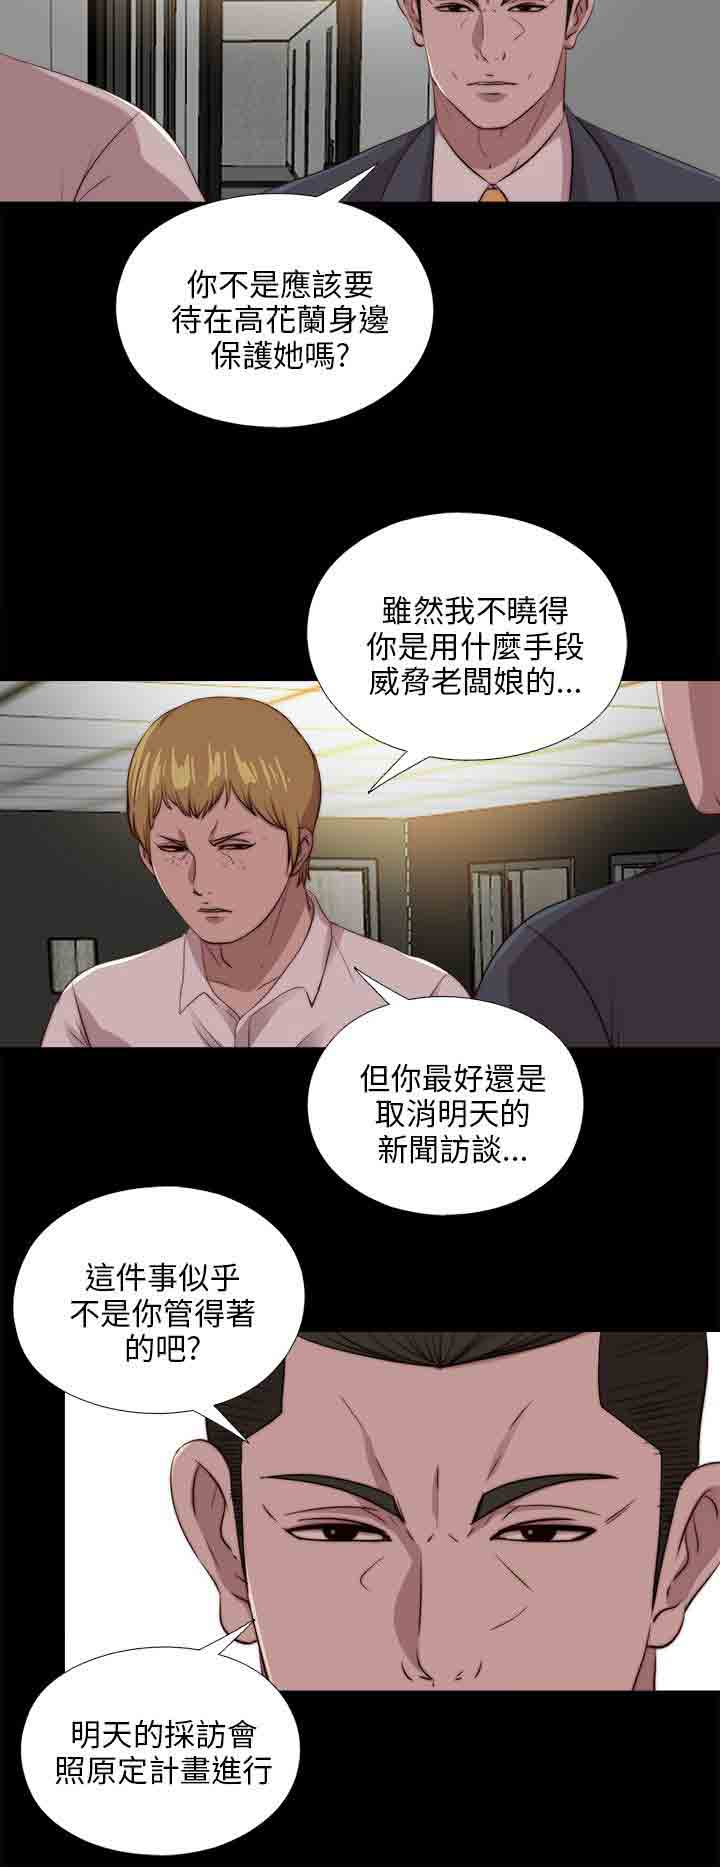 你不是應該要
待在高花蘭身邊
保護她嗎?
雖然我不曉得
你是用什麼手段
威脅老闆娘的...
但你最好還是
取消明天的
新聞訪談...
這件事似乎
不是你管得著
的吧?
明天的採訪會
照原定計畫進行